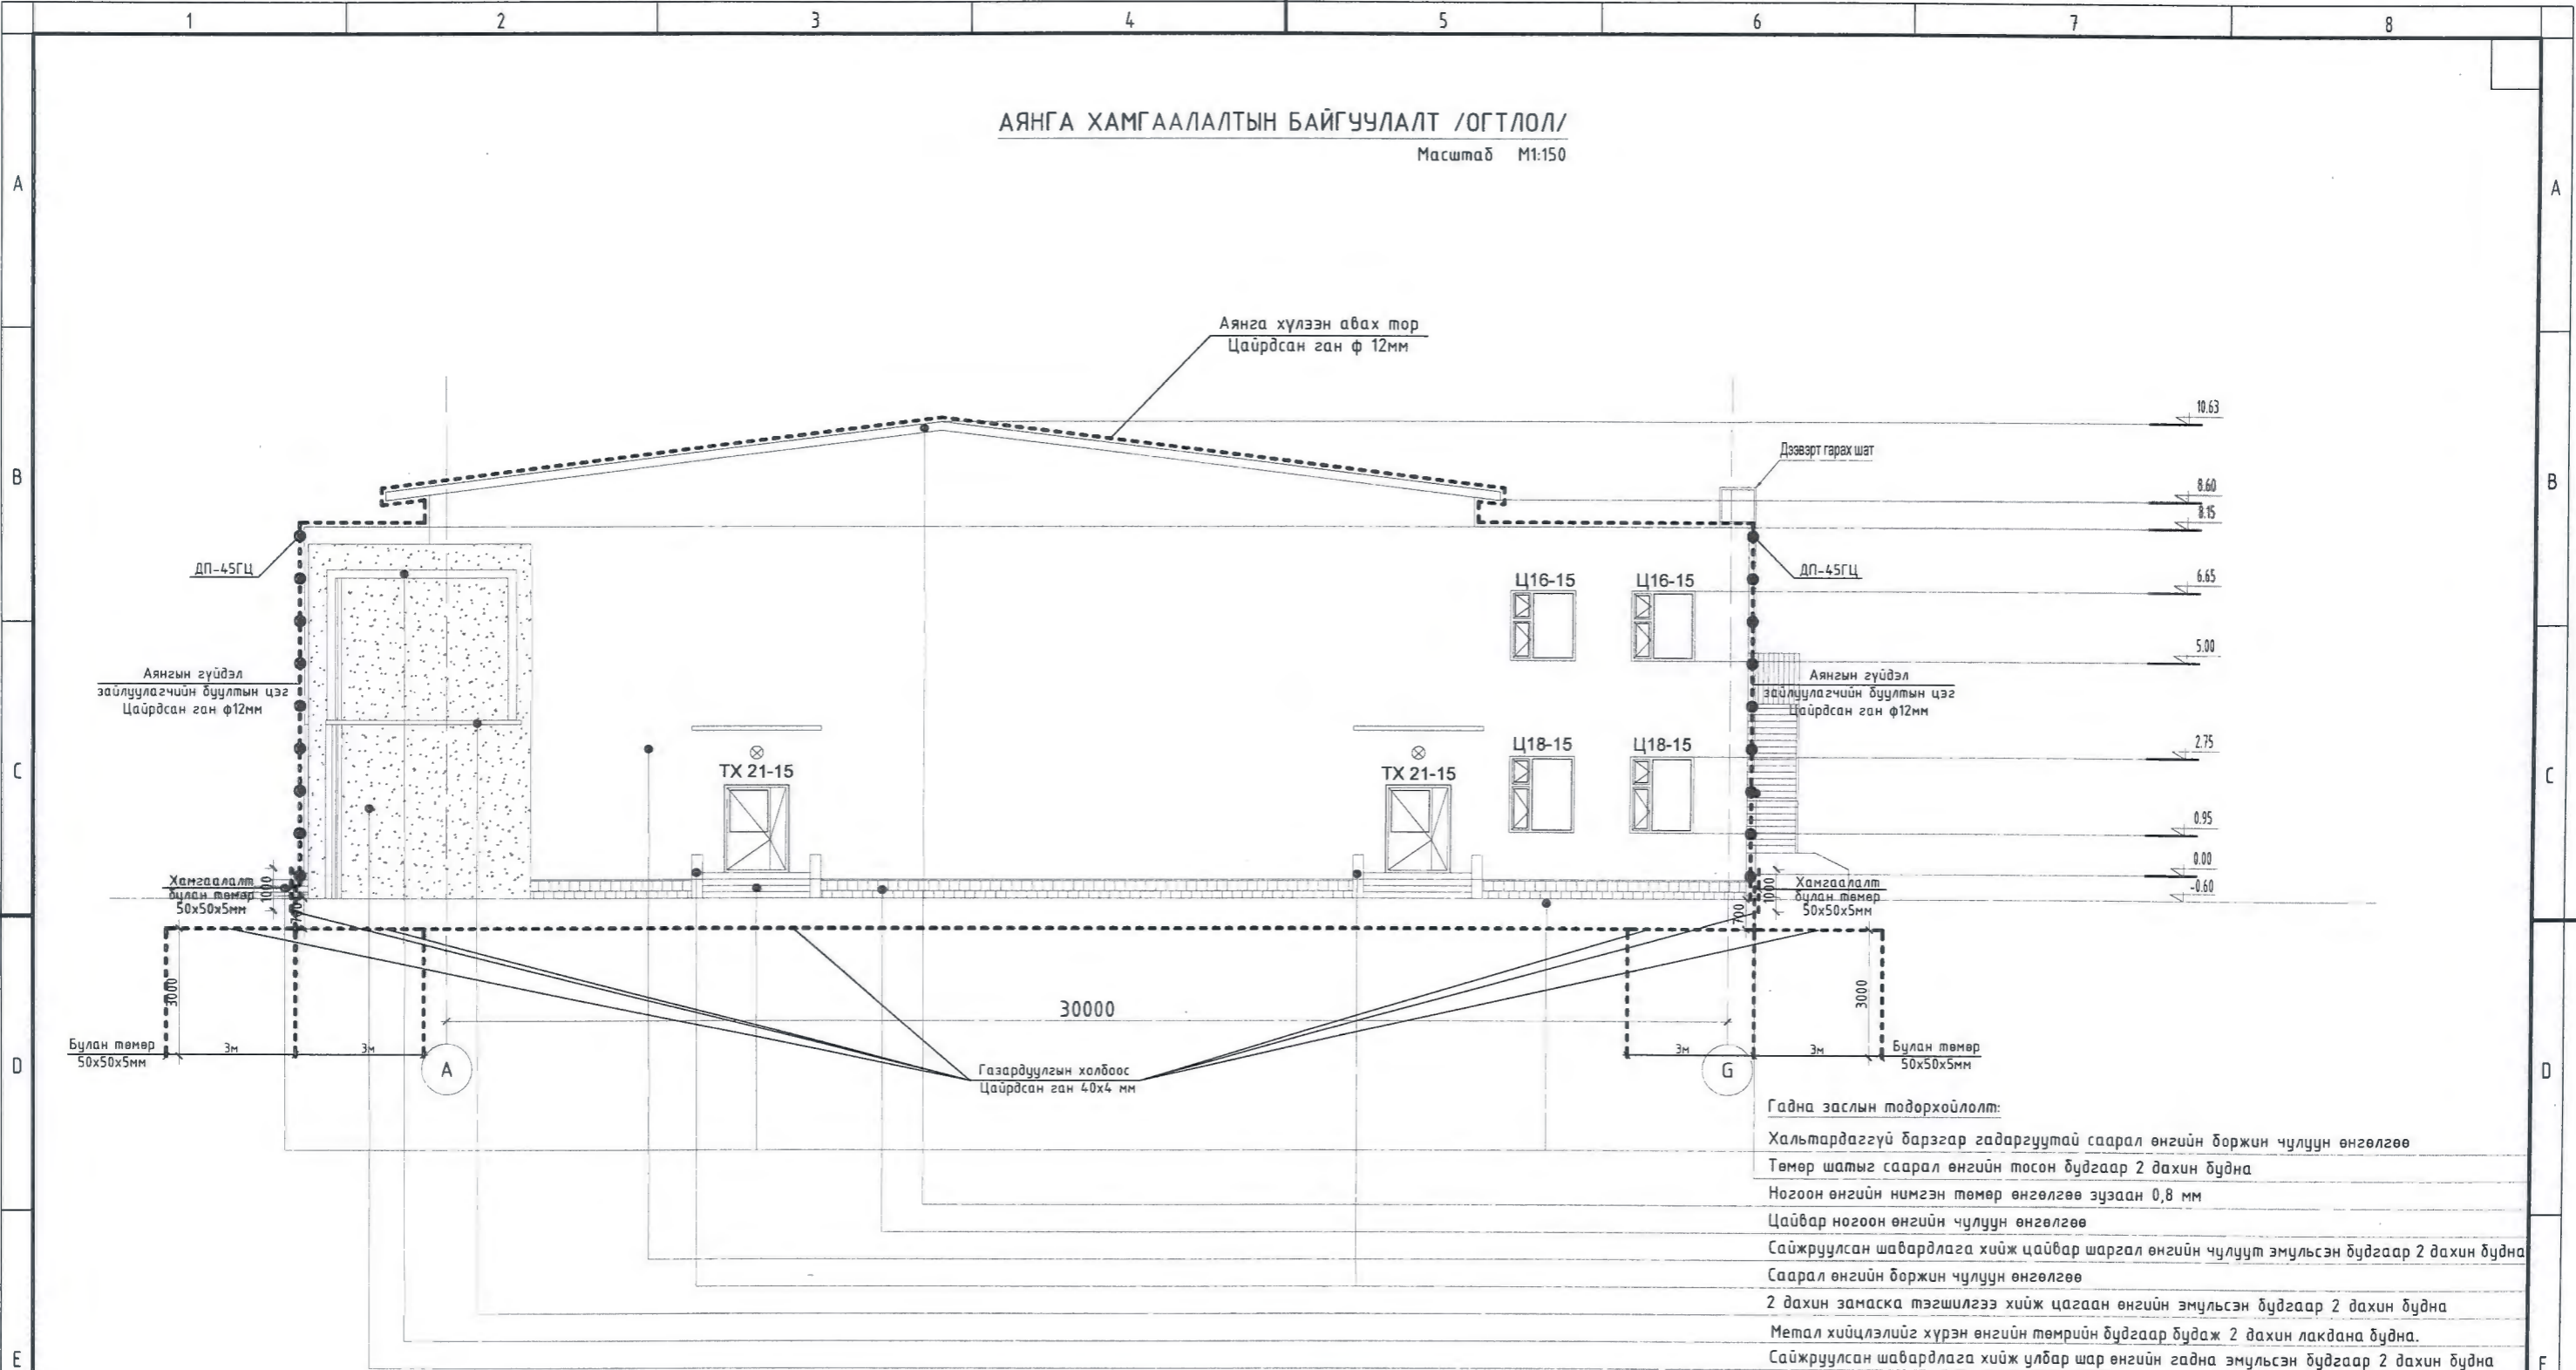 1 2 3 4 5 6 7 8
АЯНГА ХАМГААЛАЛТЫН БАЙГУУЛАЛТ /ОГТЛОЛ/
Масштаб M1:150
A
A
Аянга хүлээн авах тор
Цайрдсан ган ф 12мм
10.63
Дээврт гарах шат
B
B
8.60
8.15
ДП-45ГЦ
ДП-45ГЦ
Ц16-15
Ц16-15
6.65
5.00
Аянгын гүйдэл
зайлуулагчийн буултын цэг
Цайрдсан ган ф12мм
Аянгын гүйдэл
зайлуулагчийн буултын цэг
Цайрдсан ган ф12мм
Ц18-15
Ц18-15
2.75
C
C
ТХ 21-15
ТХ 21-15
0.95
0.00
-0.60
Хамгаалалт
булан төмөр
50х50х5мм
1000
700
Хамгаалалт
булан төмөр
50х50х5мм
1000
700
3000
3000
30000
3м
3м
3м
3м
Булан төмөр
50х50х5мм
Булан төмөр
50х50х5мм
D
D
A
G
Газардуулгын холбоос
Цайрдсан ган 40х4 мм
Гадна заслын тодорхойлолт:
Хальтардаггүй барзгар гадаргуутай саарал өнгийн боржин чулуун өнгөлгөө
Төмөр шатыг саарал өнгийн тосон будгаар 2 дахин будна
Ногоон өнгийн нимгэн төмөр өнгөлгөө зузаан 0,8 мм
Цайвар ногоон өнгийн чулуун өнгөлгөө
Сайжруулсан шавардлага хийж цайвар шаргал өнгийн чулуут эмульсэн будгаар 2 дахин будна
Саарал өнгийн боржин чулуун өнгөлгөө
2 дахин замаска тэгшилгээ хийж цагаан өнгийн эмульсэн будгаар 2 дахин будна
Метал хийцлэлийг хүрэн өнгийн төмрийн будгаар будаж 2 дахин лакдана будна.
Сайжруулсан шавардлага хийж улбар шар өнгийн гадна эмульсэн будгаар 2 дахин будна
E
F